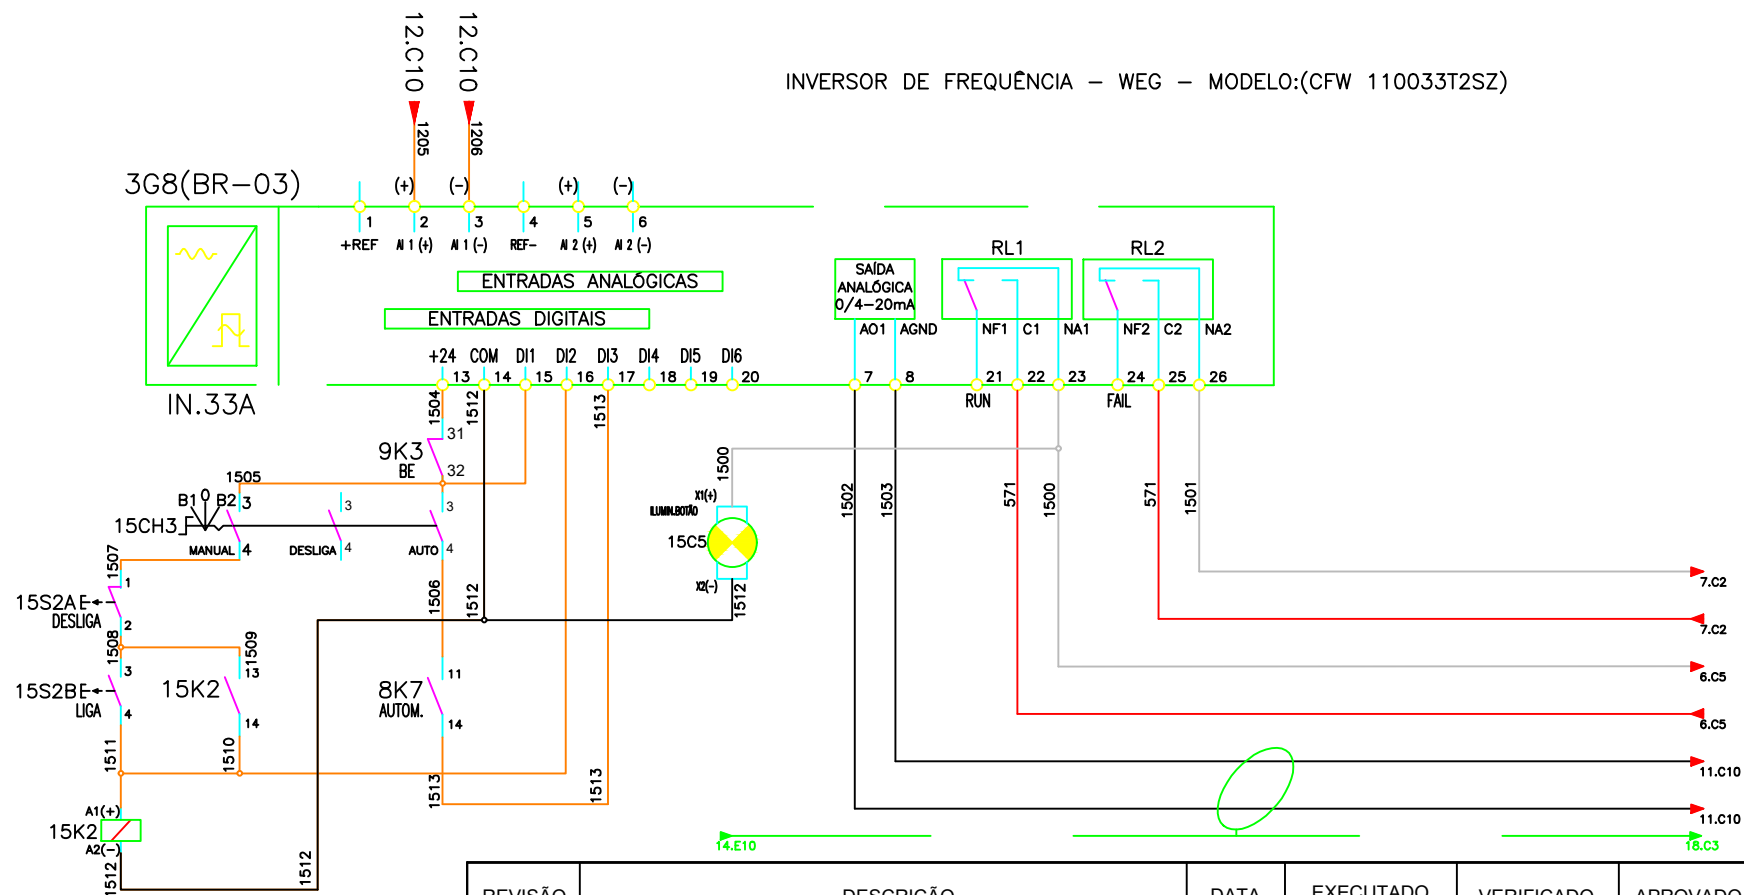 12.C10 12.C10
INVERSOR DE FREQUÊNCIA - WEG - MODELO:(CFW 110033T2SZ)
1205 1206
3G8(BR-03)
(+) (-) (+) (-)
1 2 3 4 5 6
+REF AI 1 (+) AI 1 (-) REF- AI 2 (+) AI 2 (-)
RL1 RL2
ENTRADAS ANALÓGICAS
SAÍDA
ANALÓGICA
0/4-20mA
ENTRADAS DIGITAIS
AO1 AGND NF1 C1 NA1 NF2 C2 NA2
+24 COM DI1 DI2 DI3 DI4 DI5 DI6
13 14 15 16 17 18 19 20 7 8 21 22 23 24 25 26
IN.33A
RUN FAIL
1504 1512 1513
31
9K3
BE
32
1505
1500
1502 1503 571 1500 571 1501
B1 0 B2 3 3 3
X1(+)
ILUMIN.BOTÃO
15CH3
15C5
MANUAL 4 DESLIGA 4 AUTO 4
1507
X2(-)
1506 1512 1512
1
15S2A E
DESLIGA
2
7.C2
7.C2
1508 1509
3 13 11
6.C5
15S2B E 15K2 8K7
LIGA AUTOM.
4 14 14
6.C5
1511 1510
1513 1513
11.C10
A1(+)
15K2
A2(-)
11.C10
14.E10 18.C3
1512 1512
REVISÃO DESCRIÇÃO DATA EXECUTADO VERIFICADO APROVADO